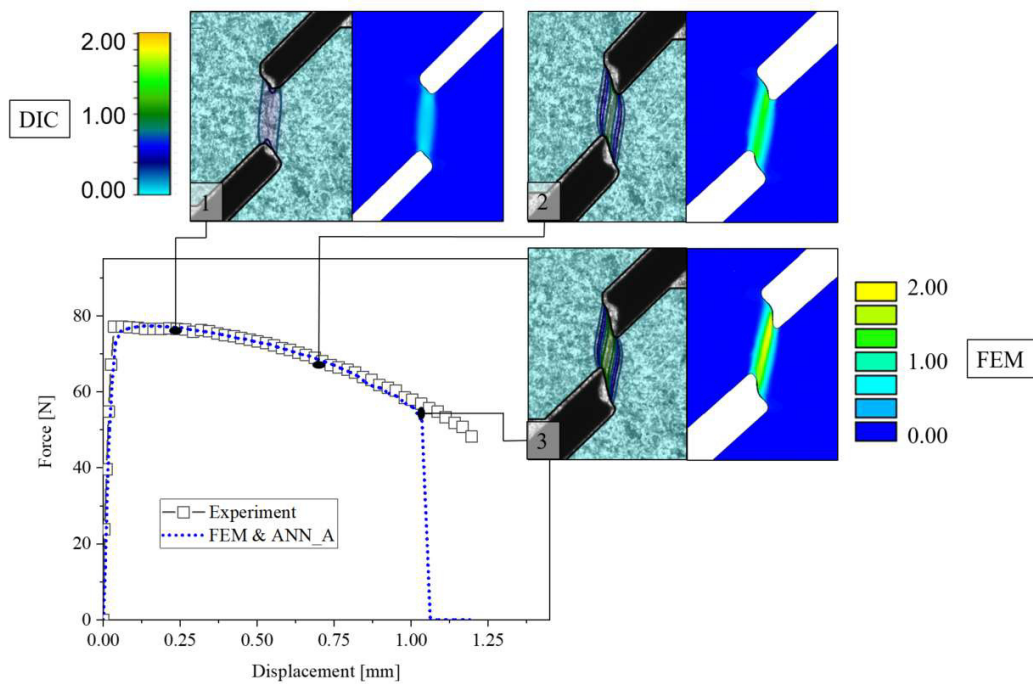 DIC
2.00
1.00
0.00
1
2
3
2.00
1.00
0.00
FEM
Force [N]
80
60
40
20
0
Experiment
FEM & ANN_A
0.00 0.25 0.50 0.75 1.00 1.25
Displacement [mm]